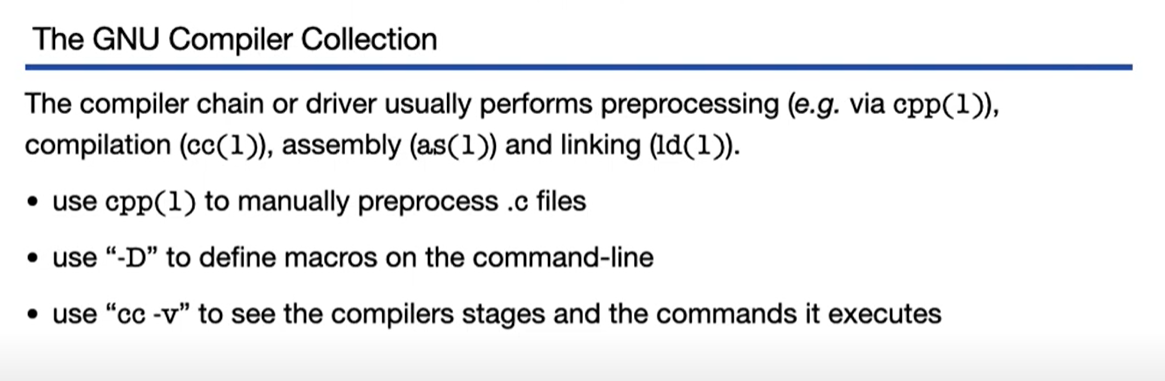 The GNU Compiler Collection
The compiler chain or driver usually performs preprocessing (e.g. via cpp(1)),
compilation (cc(1)), assembly (as(1)) and linking (ld(1)).
• use cpp(1) to manually preprocess .c files
• use “-D” to define macros on the command-line
• use “cc -v” to see the compilers stages and the commands it executes